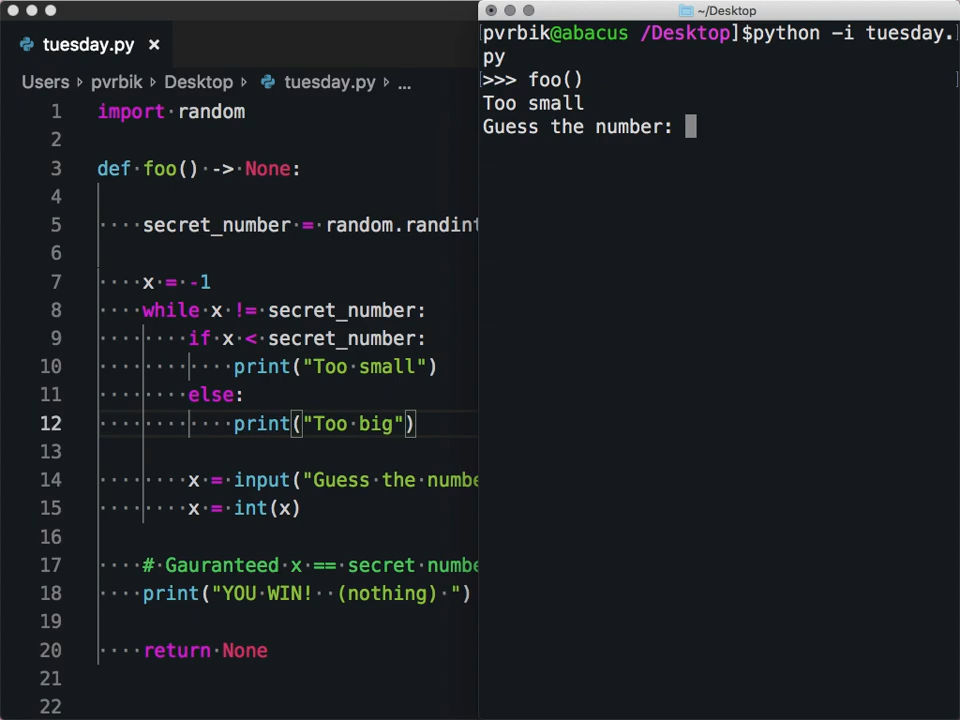 tuesday.py ×
Users › pvrbik › Desktop › tuesday.py › ...
1 import random
2
3 def foo() -> None:
4
5 secret_number = random.randint
6
7 x = -1
8 while x != secret_number:
9 if x < secret_number:
10 print("Too small")
11 else:
12 print("Too big")
13
14 x = input("Guess the numbe
15 x = int(x)
16
17 # Gauranteed x == secret numbe
18 print("YOU WIN!  (nothing) ")
19
20 return None
21
22
~/Desktop
[pvrbik@abacus /Desktop]$python -i tuesday.
py
>>> foo()
Too small
Guess the number: